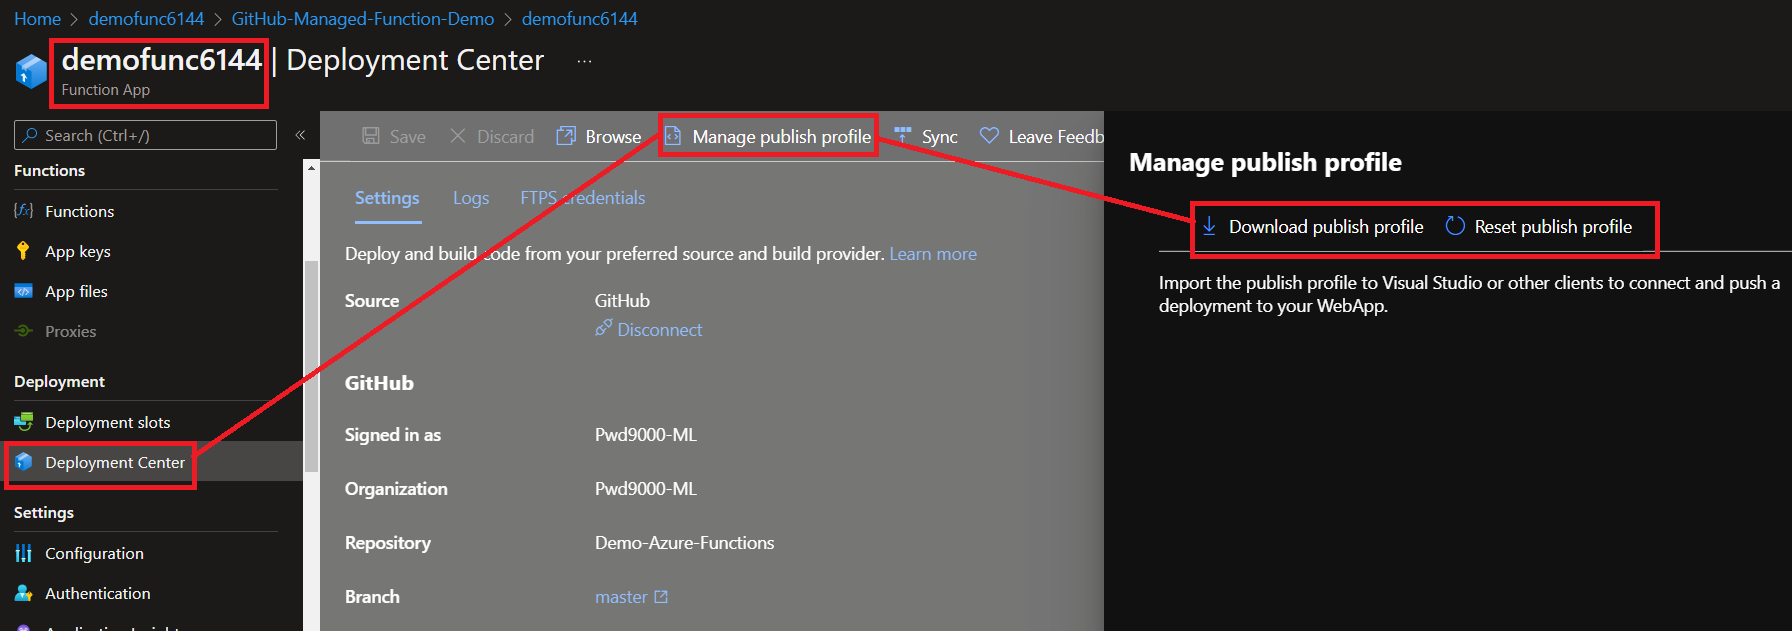 Home > demofunc6144 > GitHub-Managed-Function-Demo > demofunc6144
demofunc6144 | Deployment Center ...
Function App
Search (Ctrl+/)
«
Functions
Functions
App keys
App files
Proxies
Deployment
Deployment slots
Deployment Center
Settings
Configuration
Authentication
Save
Discard
Browse
Manage publish profile
Sync
Leave Feedb
Settings
Logs
FTPS credentials
Deploy and build code from your preferred source and build provider. Learn more
Source
GitHub
Disconnect
GitHub
Signed in as
Pwd9000-ML
Organization
Pwd9000-ML
Repository
Demo-Azure-Functions
Branch
master
Manage publish profile
Download publish profile
Reset publish profile
Import the publish profile to Visual Studio or other clients to connect and push a
deployment to your WebApp.